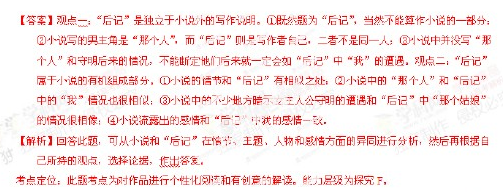 【答案】观点一：“后记”是独立于小说外的写作说明。①既然题为“后记”，当然不能算作小说的一部分；
②小说写的男主角是“那个人”，而“后记”则是写作者自己，二者不是同一人；③小说中并没写“那
个人”和守明后来的情况，不能断定他们后来就一定会如“后记”中“我”的遭遇。观点二：“后记”
属于小说的有机组成部分。①小说的情节和“后记”有相似之处；②小说中的“那个人”和“后记”
中的“我”情况也很相似；③小说中的不少地方暗示女主人公守明的遭遇和“后记”中“那个姑娘”
的情况很相像；④小说流露出的感情和“后记”中我的感情一致。
【解析】回答此题，可从小说和“后记”在情节、主题、人物和感情方面的异同进行分析，然后再根据自
己所持的观点，选择论据，作出答复。
考点定位：此题考点为对作品进行个性化阅读和有创意的解读。能力层级为探究 F。